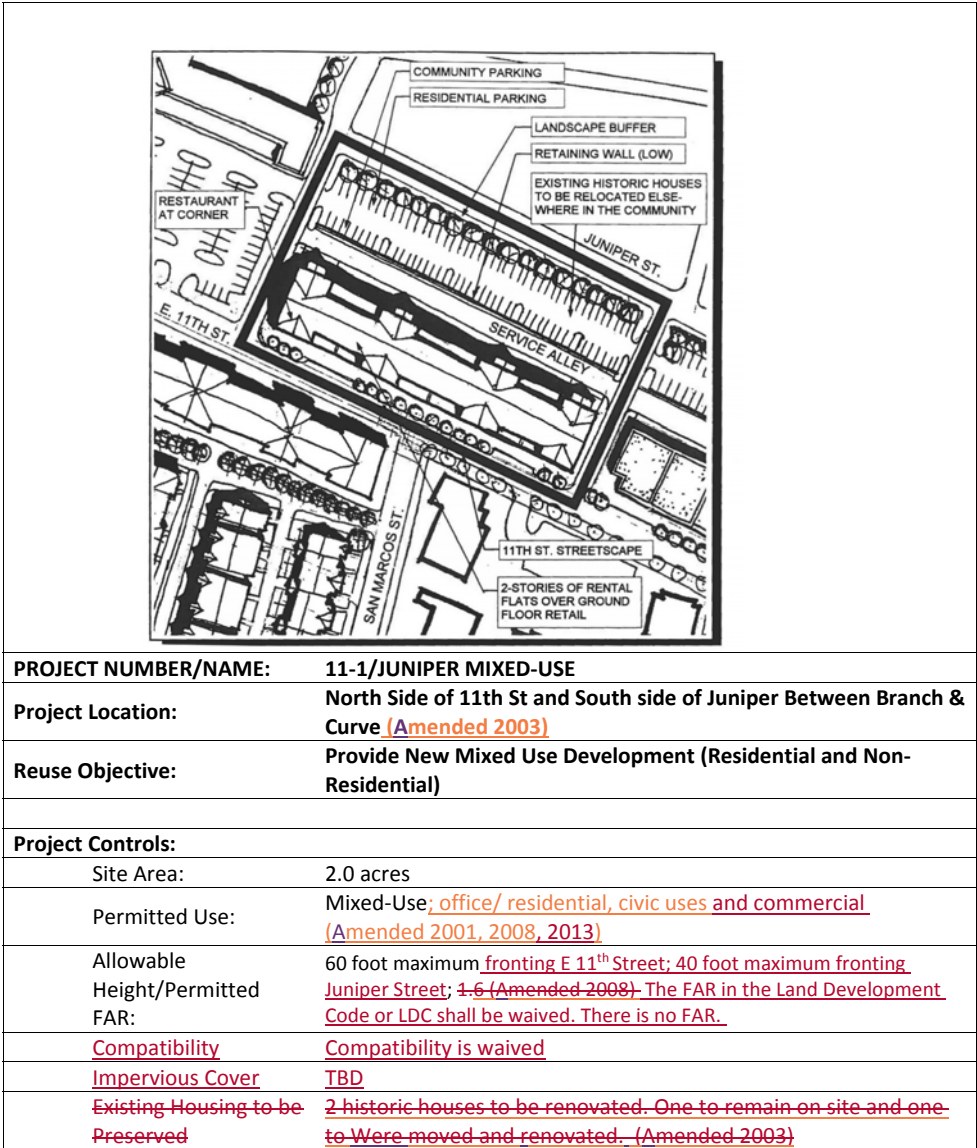 COMMUNITY PARKING
RESIDENTIAL PARKING
LANDSCAPE BUFFER
RETAINING WALL (LOW)
EXISTING HISTORIC HOUSES
TO BE RELOCATED ELSE-
WHERE IN THE COMMUNITY
RESTAURANT
AT CORNER
JUNIPER ST.
E. 11TH ST.
SERVICE ALLEY
SAN MARCOS ST.
11TH ST. STREETSCAPE
2-STORIES OF RENTAL
FLATS OVER GROUND
FLOOR RETAIL
PROJECT NUMBER/NAME: 11-1/JUNIPER MIXED-USE
Project Location: North Side of 11th St and South side of Juniper Between Branch &
Curve (Amended 2003)
Reuse Objective: Provide New Mixed Use Development (Residential and Non-
Residential)
Project Controls:
Site Area: 2.0 acres
Permitted Use: Mixed-Use; office/ residential, civic uses and commercial
(Amended 2001, 2008, 2013)
Allowable
Height/Permitted
FAR:
60 foot maximum fronting E 11th Street; 40 foot maximum fronting
Juniper Street; 1.6 (Amended 2008) The FAR in the Land Development
Code or LDC shall be waived. There is no FAR.
Compatibility Compatibility is waived
Impervious Cover TBD
Existing Housing to be
Preserved
2 historic houses to be renovated. One to remain on site and one
to Were moved and renovated. (Amended 2003)